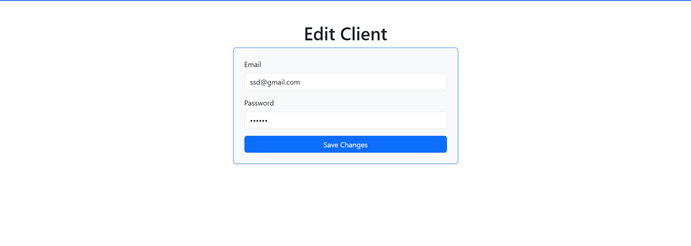 Edit Client
Email
ssd@gmail.com
Password
••••••
Save Changes